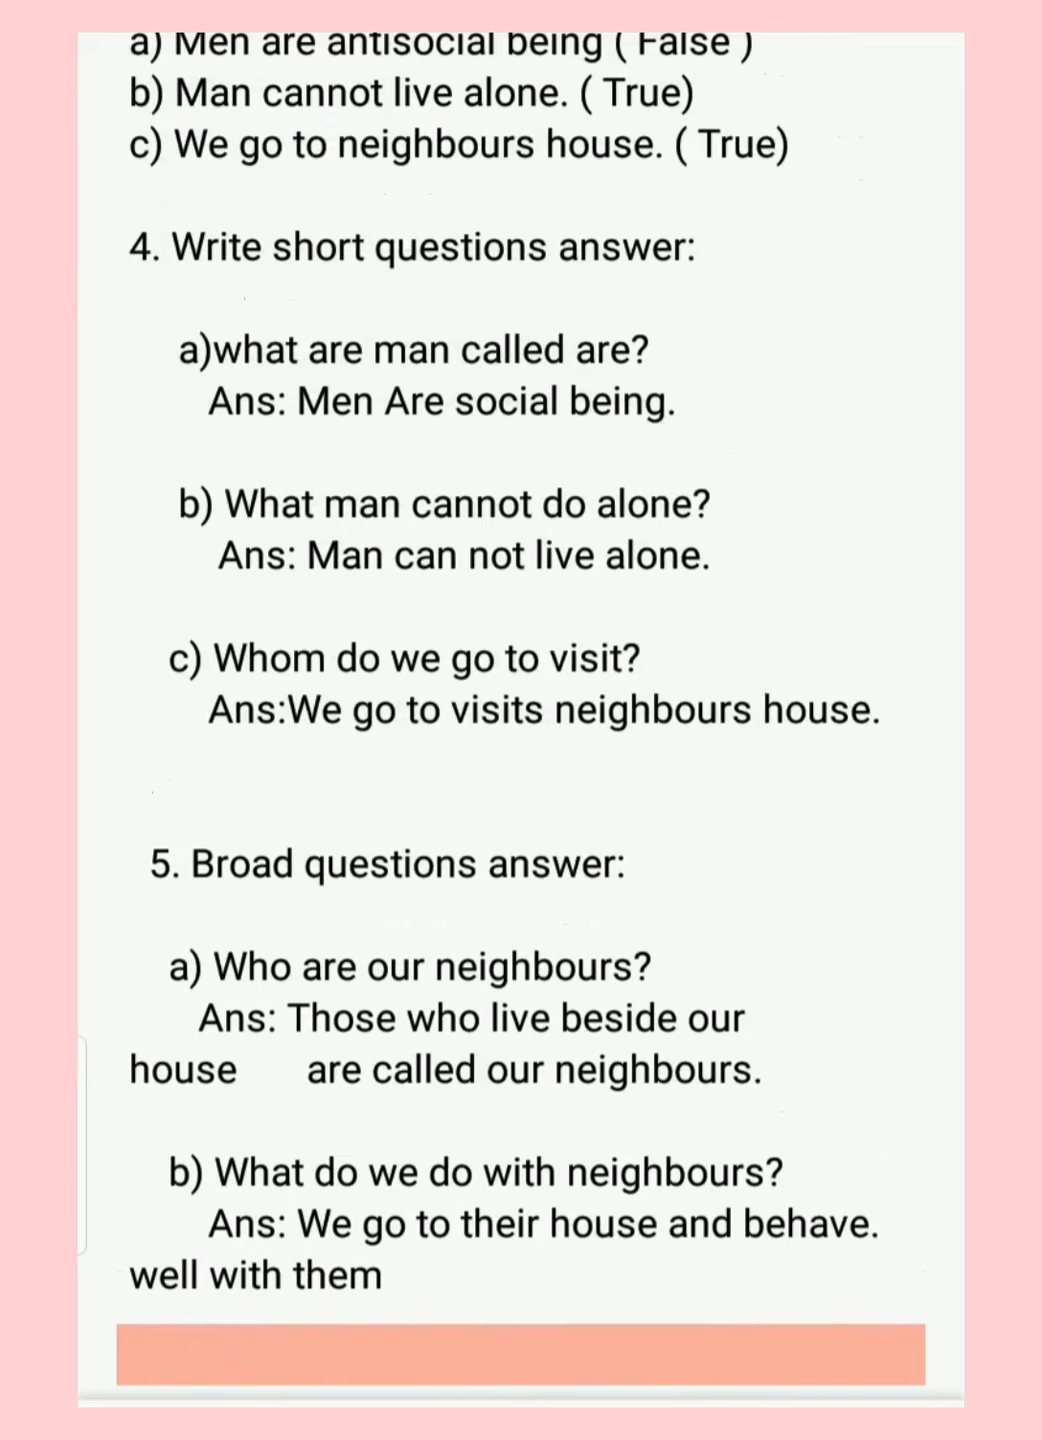 a) Men are antisocial being ( False )
b) Man cannot live alone. ( True)
c) We go to neighbours house. ( True)
4. Write short questions answer:
a)what are man called are?
Ans: Men Are social being.
b) What man cannot do alone?
Ans: Man can not live alone.
c) Whom do we go to visit?
Ans:We go to visits neighbours house.
5. Broad questions answer:
a) Who are our neighbours?
Ans: Those who live beside our
house are called our neighbours.
b) What do we do with neighbours?
Ans: We go to their house and behave.
well with them